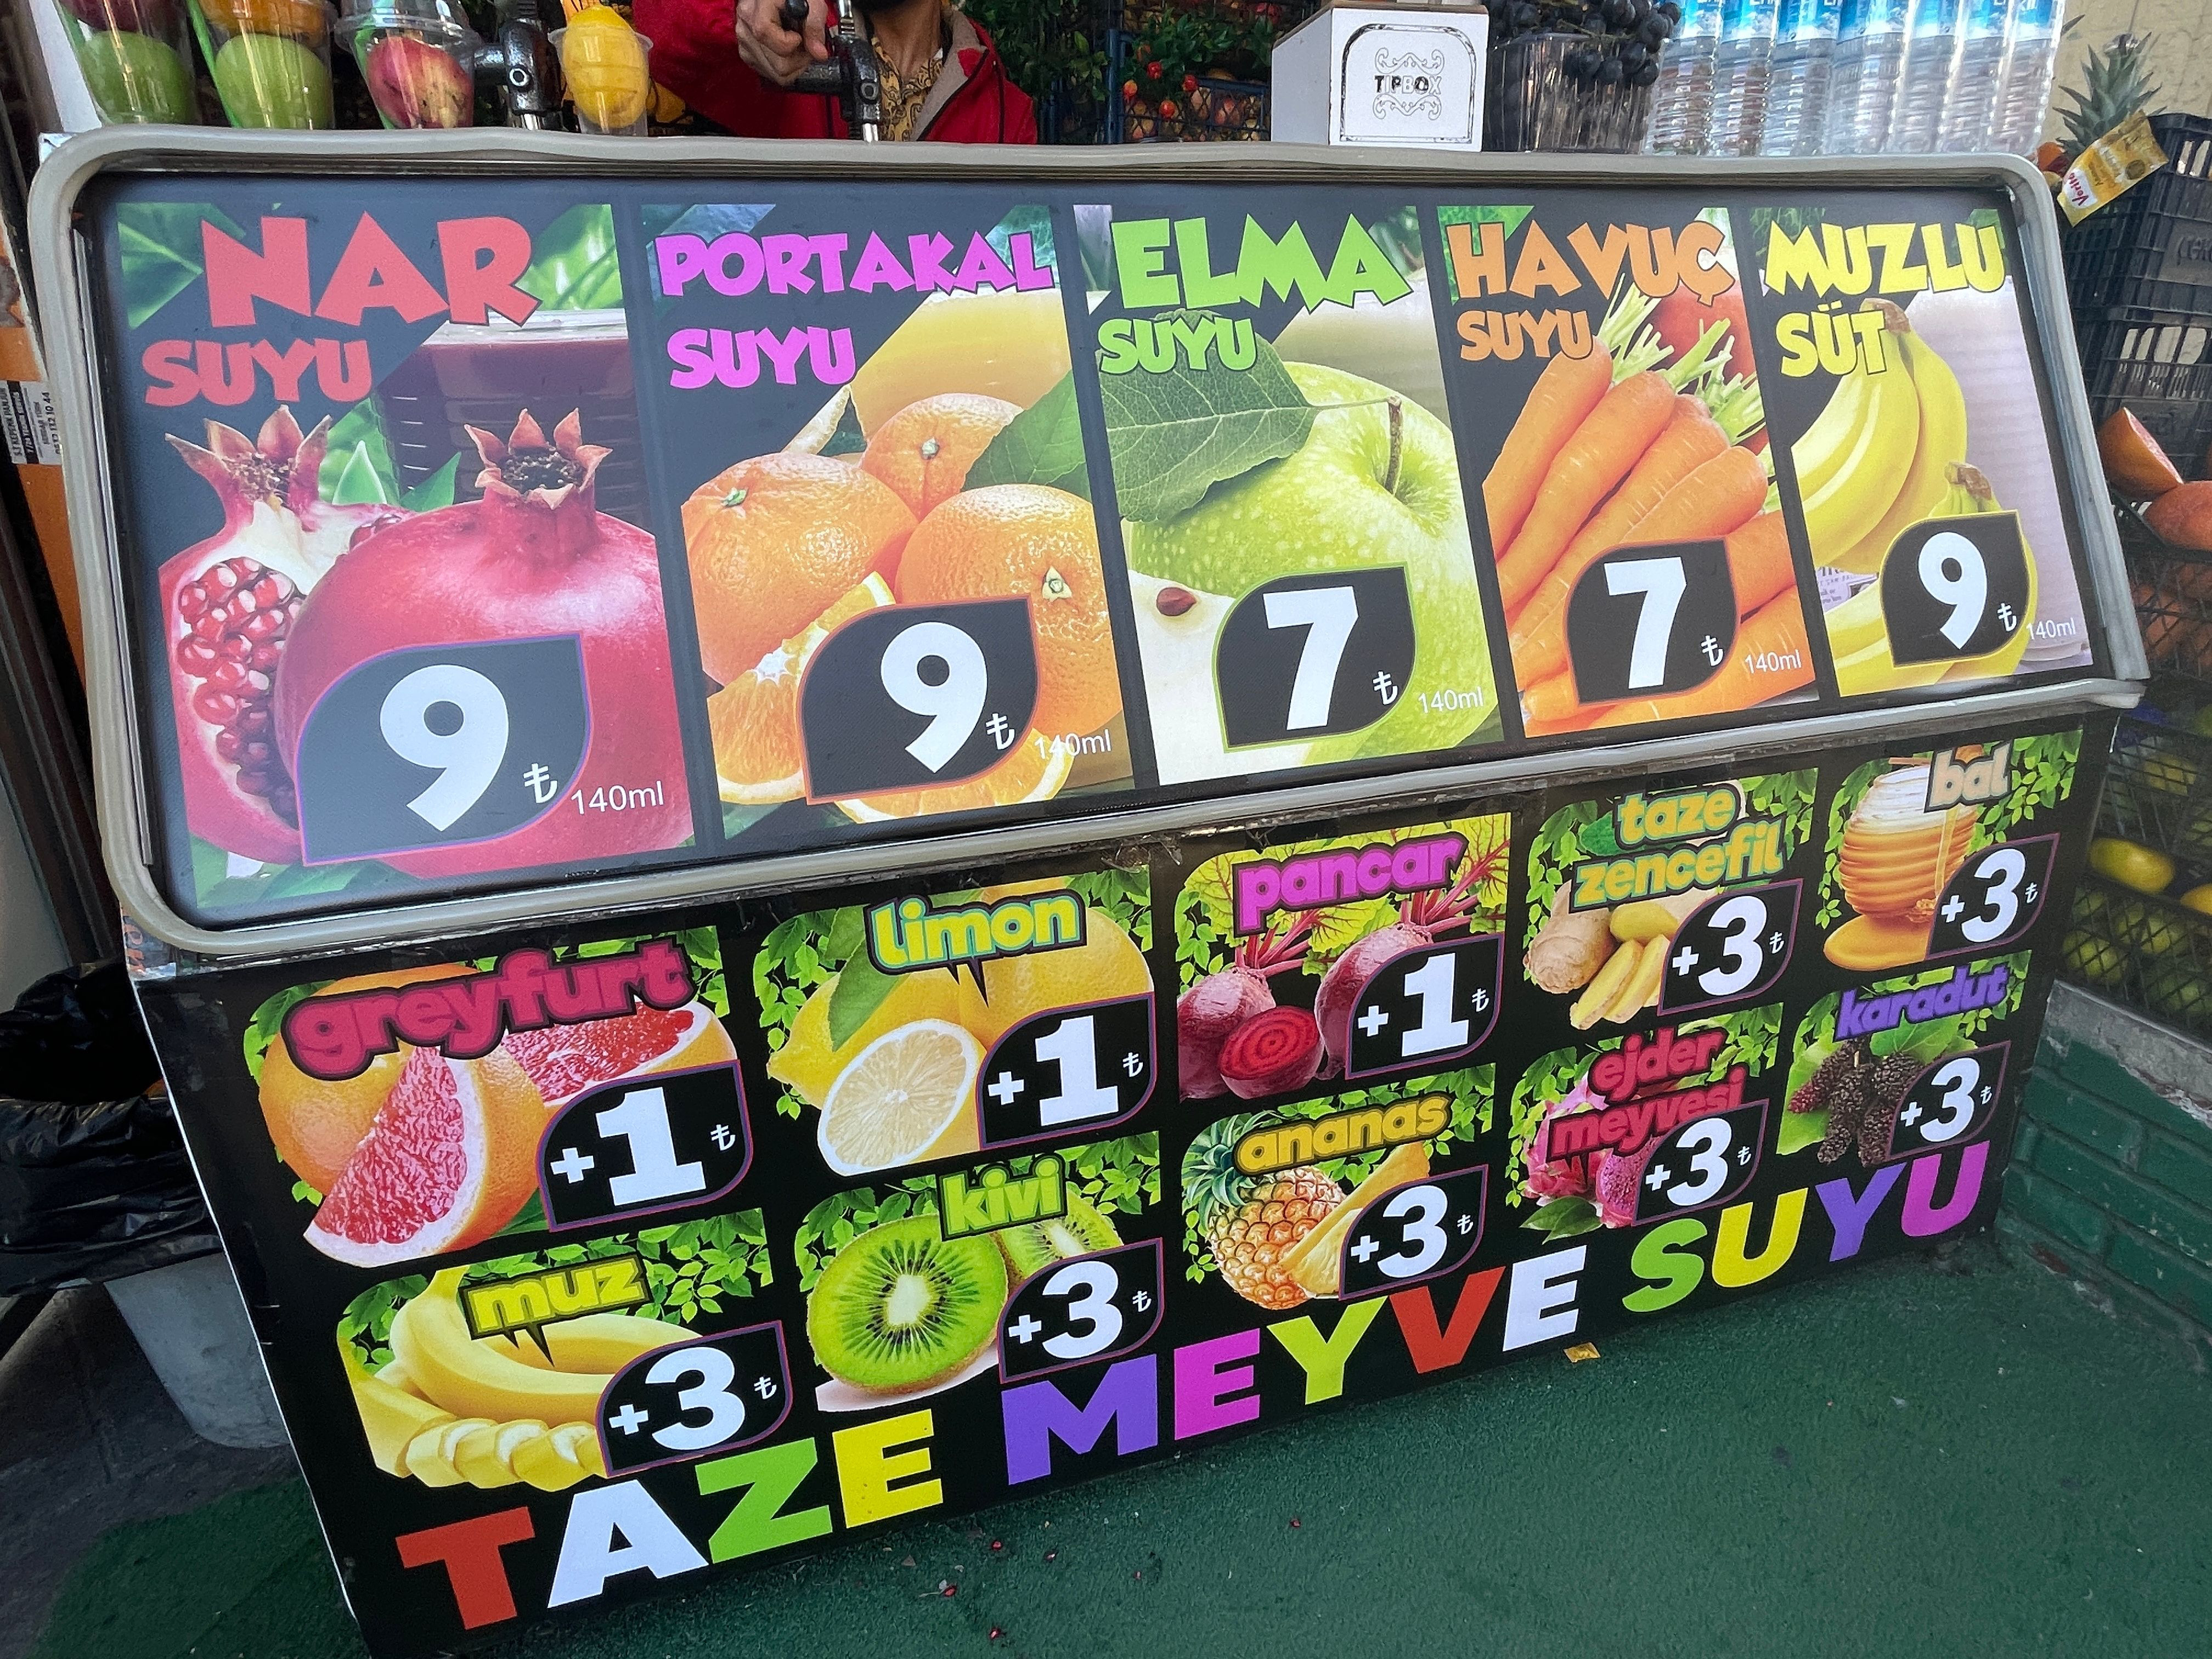 TIPBOX
NAR
SUYU
9 ₺
140ml
PORTAKAL
SUYU
9 ₺
140ml
ELMA
SUYU
7 ₺
140ml
HAVUÇ
SUYU
7 ₺
140ml
MUZLU
SÜT
9 ₺
140ml
greyfurt
+1 ₺
limon
+1 ₺
pancar
+1 ₺
taze
zencefil
+3 ₺
bal
+3 ₺
muz
+3 ₺
kivi
+3 ₺
ananas
+3 ₺
ejder
meyvesi
+3 ₺
karadut
+3 ₺
TAZE MEYVE SUYU